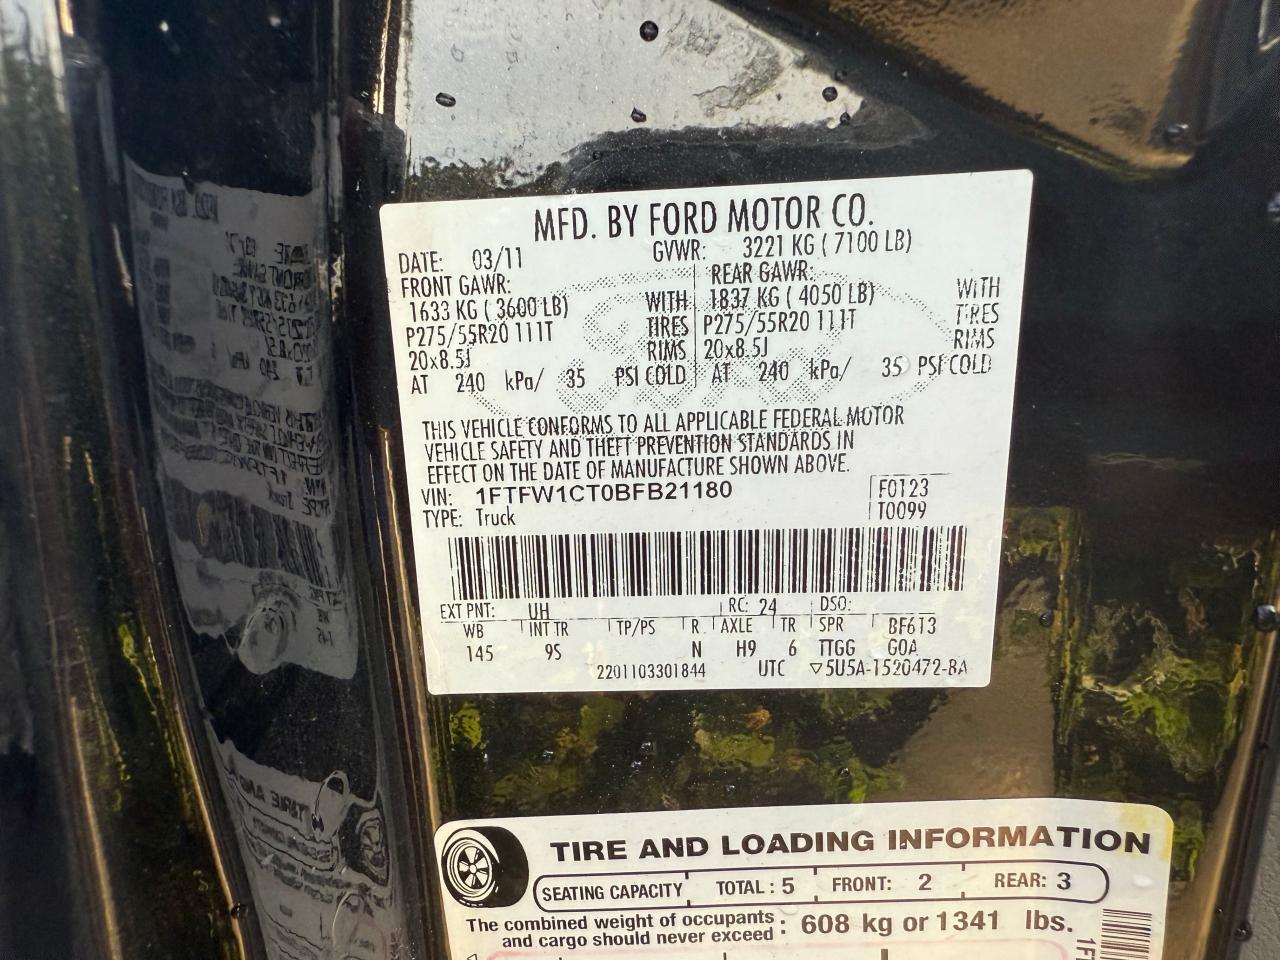 MFD. BY FORD MOTOR CO.
DATE: 03/11 GVWR: 3221 KG ( 7100 LB)
FRONT GAWR: REAR GAWR:
1633 KG ( 3600 LB) WITH 1837 KG ( 4050 LB) WITH
P275/55R20 111T TIRES P275/55R20 111T TIRES
20x8.5J RIMS 20x8.5J RIMS
AT 240 kPa/ 35 PSI COLD AT 240 kPa/ 35 PSI COLD
THIS VEHICLE CONFORMS TO ALL APPLICABLE FEDERAL MOTOR
VEHICLE SAFETY AND THEFT PREVENTION STANDARDS IN
EFFECT ON THE DATE OF MANUFACTURE SHOWN ABOVE.
VIN: 1FTFW1CT0BFB21180 F0123
TYPE: Truck T0099
EXT PNT: UH RC: 24 DSO:
WB INT TR TP/PS R AXLE TR SPR BF613
145 9S N H9 6 TTGG GOA
2201103301844 UTC ▽5U5A-1520472-BA
TIRE AND LOADING INFORMATION
SEATING CAPACITY TOTAL : 5 FRONT: 2 REAR: 3
The combined weight of occupants : 608 kg or 1341 lbs.
and cargo should never exceed